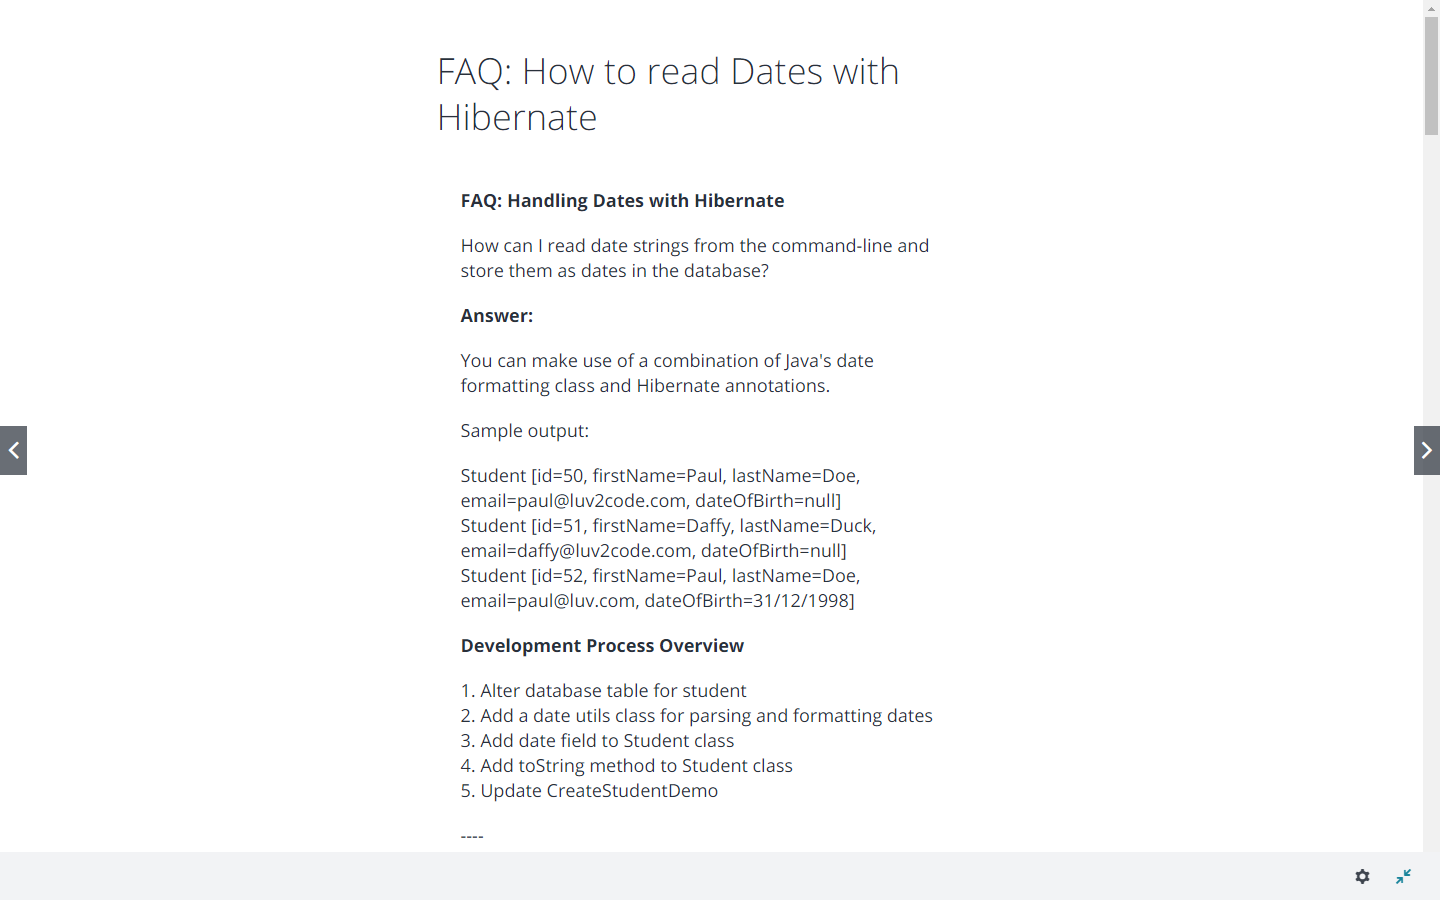 FAQ: How to read Dates with
Hibernate
FAQ: Handling Dates with Hibernate
How can I read date strings from the command-line and
store them as dates in the database?
Answer:
You can make use of a combination of Java's date
formatting class and Hibernate annotations.
Sample output:
Student [id=50, firstName=Paul, lastName=Doe,
email=paul@luv2code.com, dateOfBirth=null]
Student [id=51, firstName=Daffy, lastName=Duck,
email=daffy@luv2code.com, dateOfBirth=null]
Student [id=52, firstName=Paul, lastName=Doe,
email=paul@luv.com, dateOfBirth=31/12/1998]
Development Process Overview
1. Alter database table for student
2. Add a date utils class for parsing and formatting dates
3. Add date field to Student class
4. Add toString method to Student class
5. Update CreateStudentDemo
----